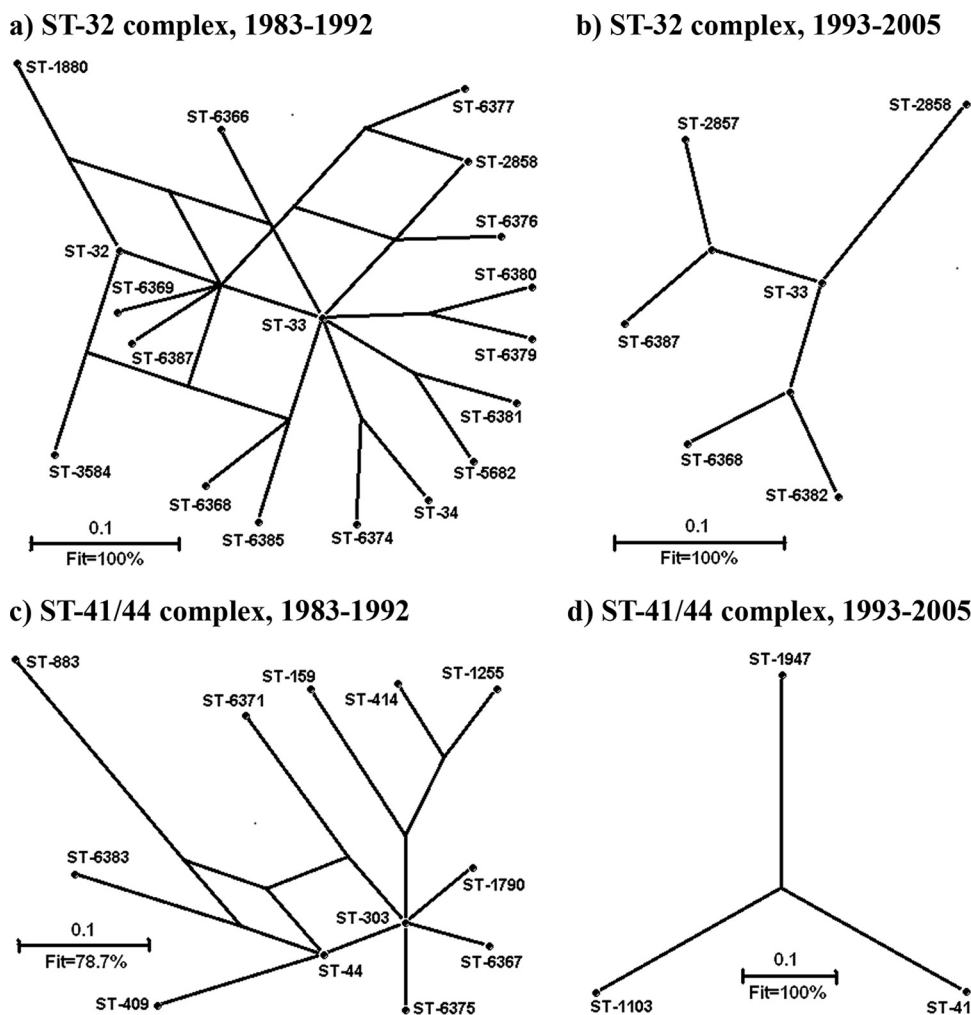 a) ST-32 complex, 1983-1992
ST-1880
ST-6366
ST-6377
ST-2858
ST-6376
ST-32
ST-6380
ST-6369
ST-33
ST-6387
ST-6379
ST-6381
ST-3584
ST-5682
ST-6368
ST-34
ST-6385
ST-6374
0.1
Fit=100%
b) ST-32 complex, 1993-2005
ST-2858
ST-2857
ST-33
ST-6387
ST-6368
ST-6382
0.1
Fit=100%
c) ST-41/44 complex, 1983-1992
ST-883
ST-159
ST-1255
ST-414
ST-6371
ST-6383
ST-1790
ST-303
0.1
Fit=78.7%
ST-44
ST-6367
ST-409
ST-6375
d) ST-41/44 complex, 1993-2005
ST-1947
0.1
Fit=100%
ST-1103
ST-41